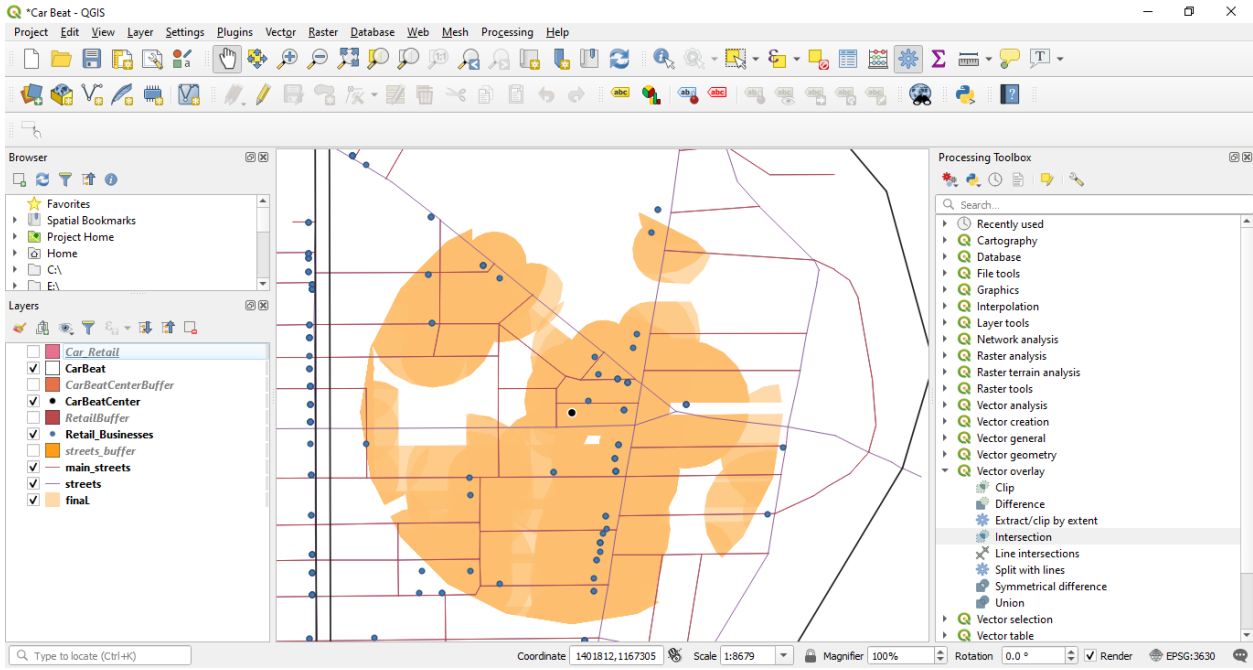 *Car Beat - QGIS
Project Edit View Layer Settings Plugins Vector Raster Database Web Mesh Processing Help
abc abc abc
Browser
Favorites
Spatial Bookmarks
Project Home
Home
C:\
E:\
Layers
Car_Retail
CarBeat
CarBeatCenterBuffer
CarBeatCenter
RetailBuffer
Retail_Businesses
streets_buffer
main_streets
streets
final
Processing Toolbox
Search...
Recently used
Cartography
Database
File tools
Graphics
Interpolation
Layer tools
Network analysis
Raster analysis
Raster terrain analysis
Raster tools
Vector analysis
Vector creation
Vector general
Vector geometry
Vector overlay
Clip
Difference
Extract/clip by extent
Intersection
Line intersections
Split with lines
Symmetrical difference
Union
Vector selection
Vector table
Type to locate (Ctrl+K) Coordinate 1401812,1167305 Scale 1:8679 Magnifier 100% Rotation 0.0 ° Render EPSG:3630